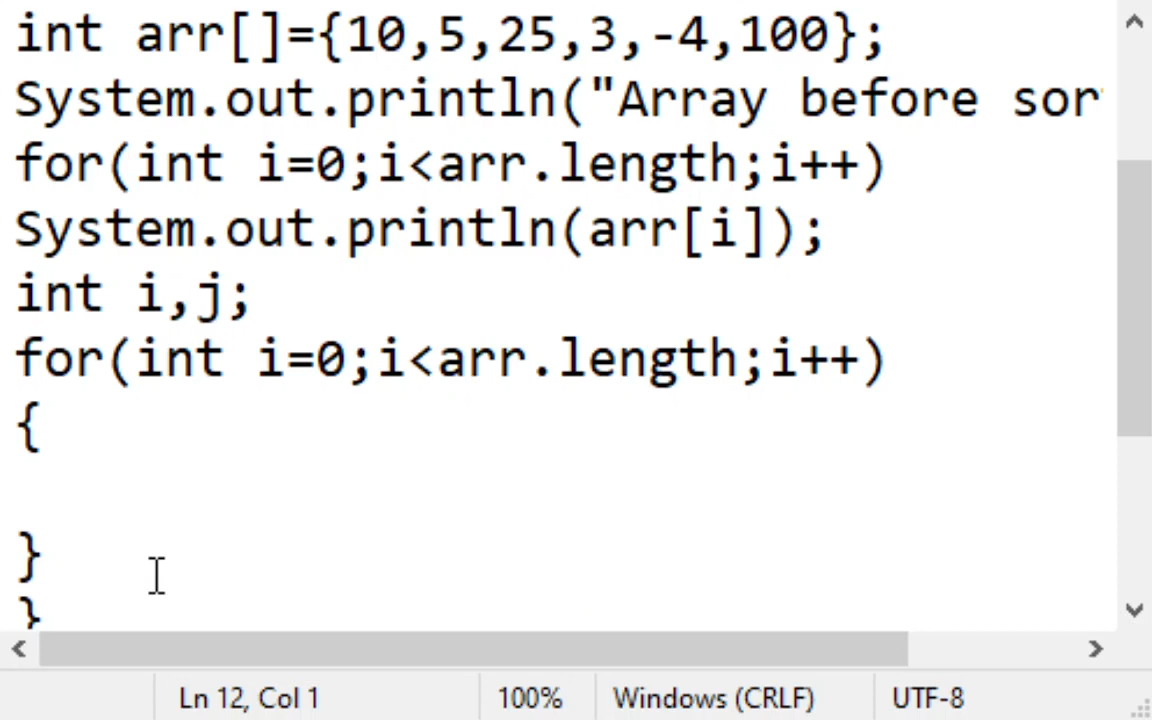 int arr[]={10,5,25,3,-4,100};
System.out.println("Array before sor
for(int i=0;i<arr.length;i++)
System.out.println(arr[i]);
int i,j;
for(int i=0;i<arr.length;i++)
{
}
}
Ln 12, Col 1 100% Windows (CRLF) UTF-8